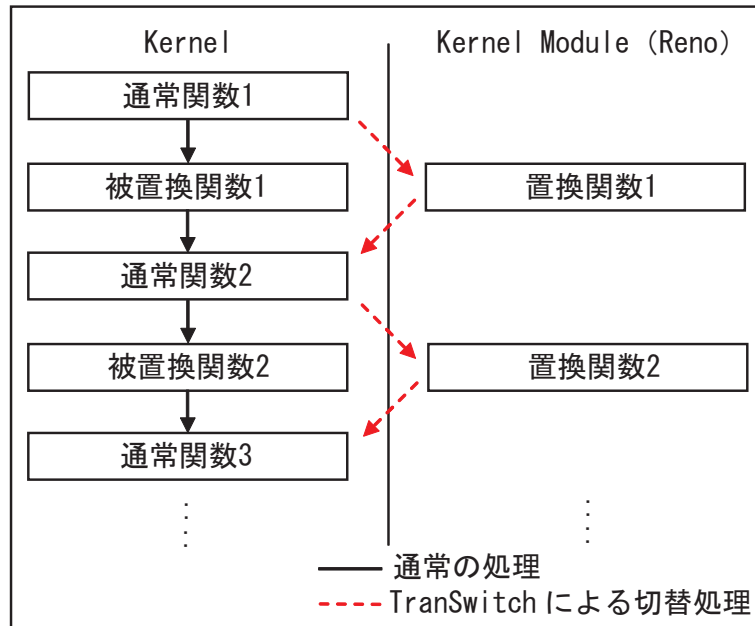 Kernel
Kernel Module (Reno)
通常関数1
被置換関数1
置換関数1
通常関数2
被置換関数2
置換関数2
通常関数3
通常の処理
TranSwitchによる切替処理